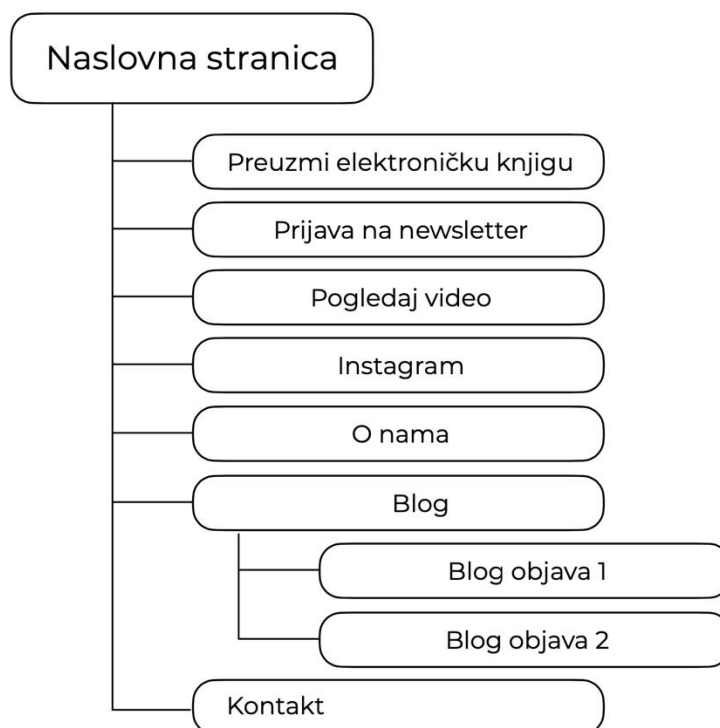 Naslovna stranica
Preuzmi elektroničku knjigu
Prijava na newsletter
Pogledaj video
Instagram
O nama
Blog
Blog objava 1
Blog objava 2
Kontakt